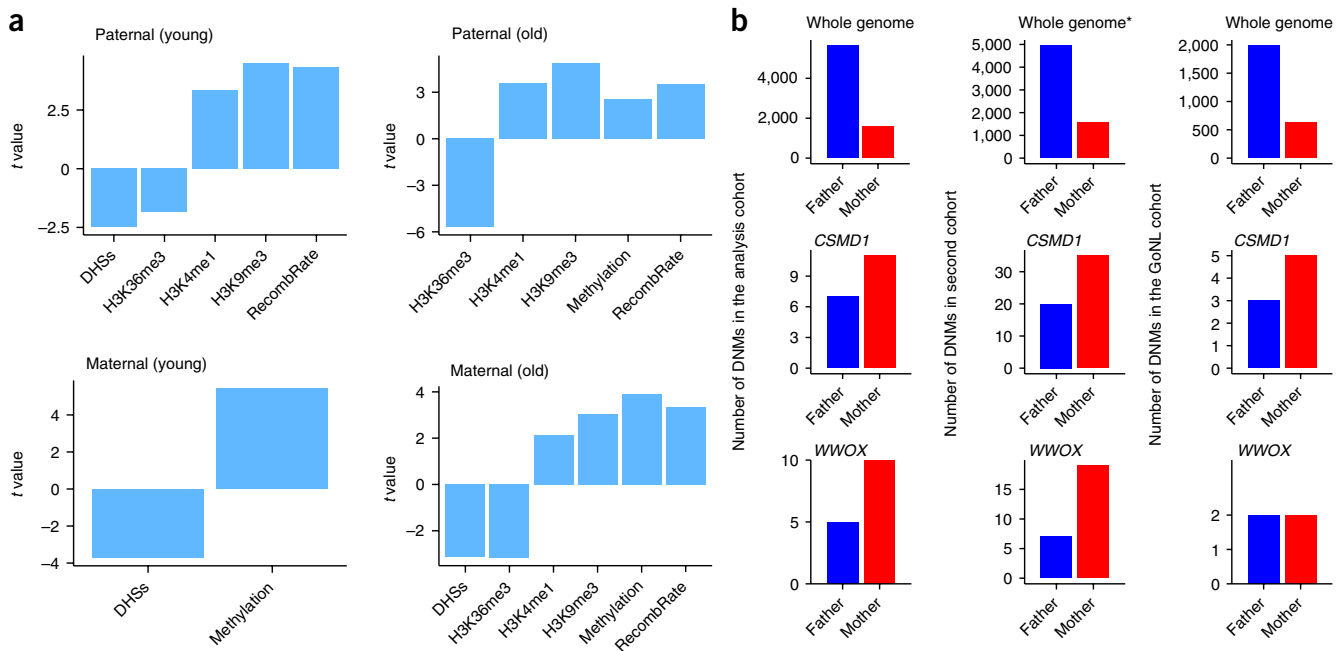 a
Paternal (young)
t value
2.5
0
−2.5
DHSs
H3K36me3
H3K4me1
H3K9me3
RecombRate
Paternal (old)
3
0
−3
−6
H3K36me3
H3K4me1
H3K9me3
Methylation
RecombRate
Maternal (young)
t value
4
2
0
−2
−4
DHSs
Methylation
Maternal (old)
4
2
0
−2
DHSs
H3K36me3
H3K4me1
H3K9me3
Methylation
RecombRate
b
Number of DNMs in the analysis cohort
Whole genome
4,000
2,000
0
Father
Mother
CSMD1
9
6
3
0
Father
Mother
WWOX
10
5
0
Father
Mother
Number of DNMs in second cohort
Whole genome*
5,000
4,000
3,000
2,000
1,000
0
Father
Mother
CSMD1
30
20
10
0
Father
Mother
WWOX
15
10
5
0
Father
Mother
Number of DNMs in the GoNL cohort
Whole genome
2,000
1,500
1,000
500
0
Father
Mother
CSMD1
5
4
3
2
1
0
Father
Mother
WWOX
2
1
0
Father
Mother